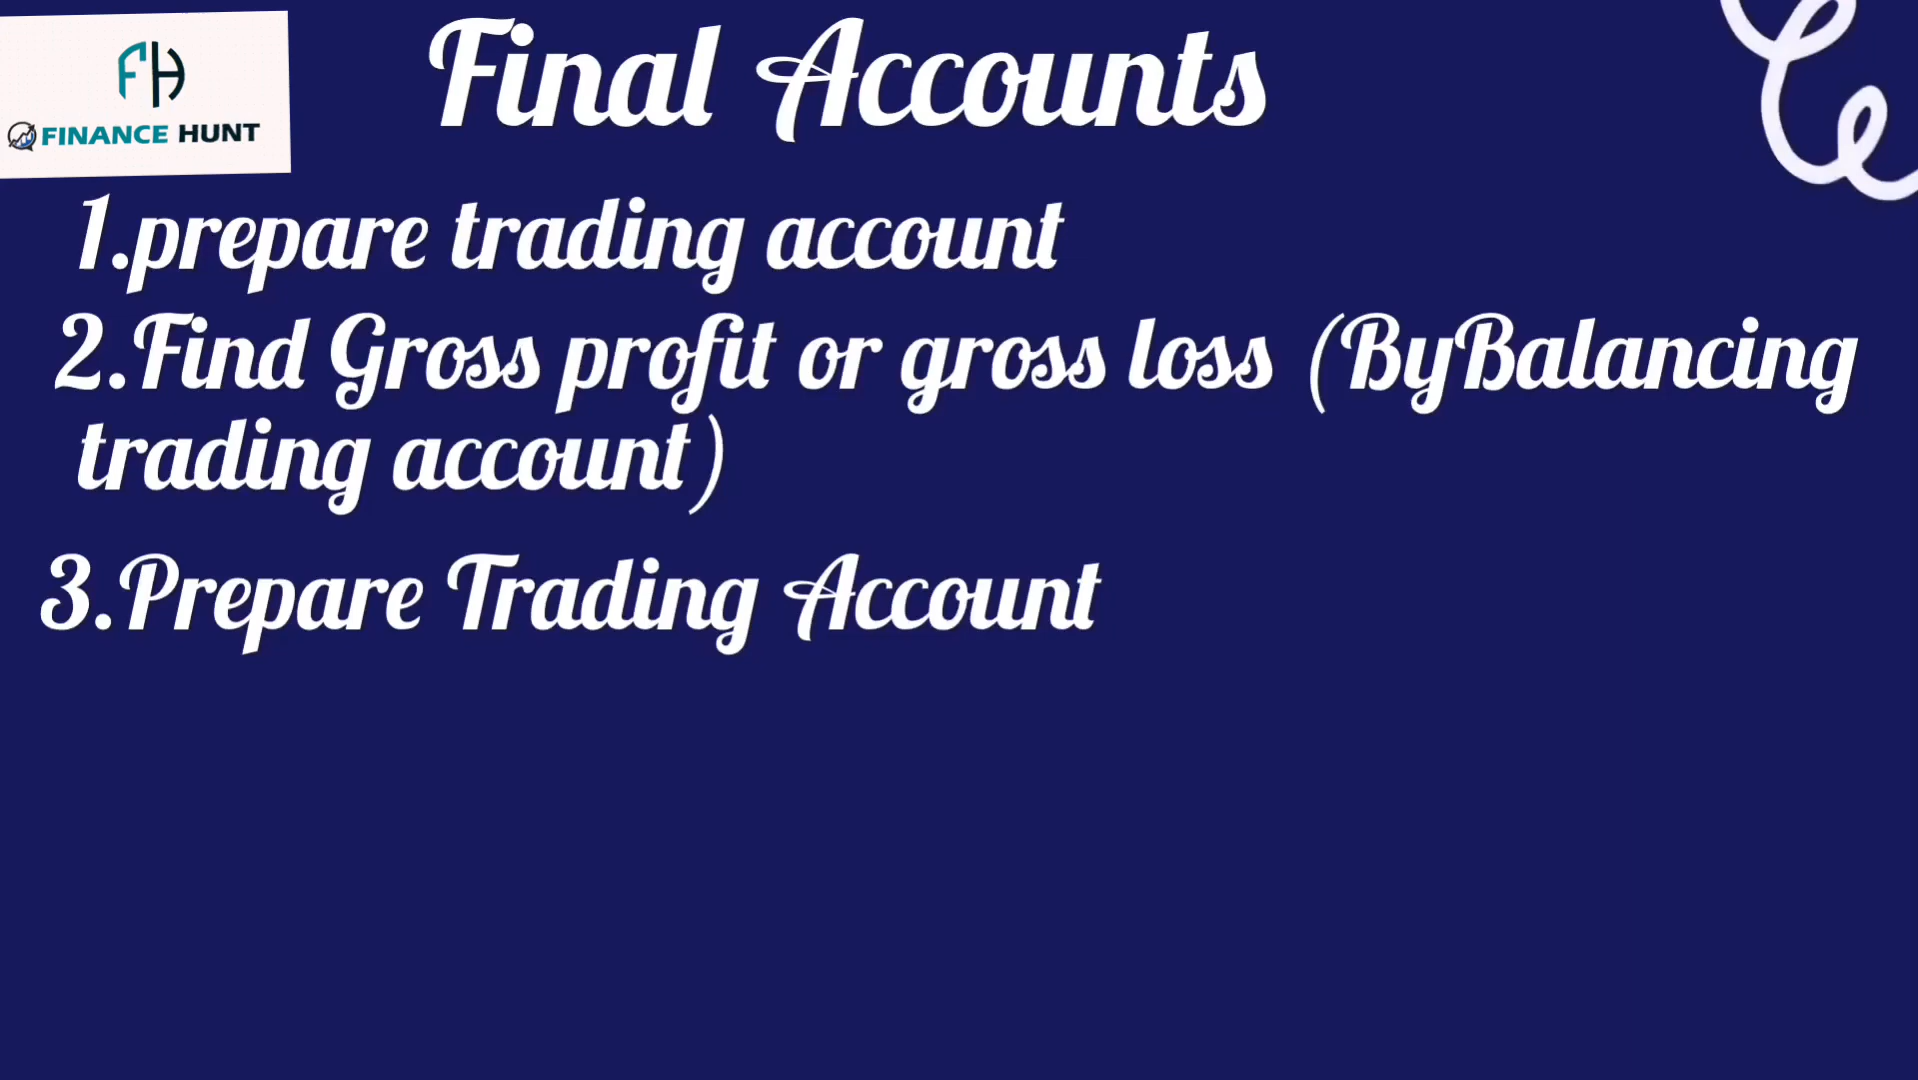 FH
FINANCE HUNT
Final Accounts
1.prepare trading account
2.Find Gross profit or gross loss (ByBalancing
trading account)
3.Prepare Trading Account